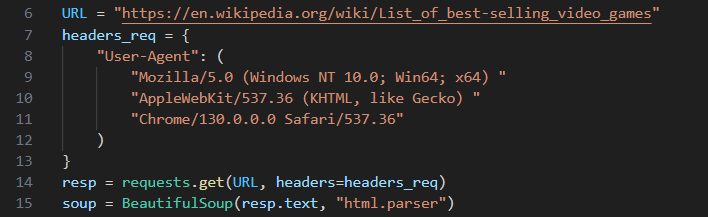 6 URL = "https://en.wikipedia.org/wiki/List_of_best-selling_video_games"
7 headers_req = {
8 "User-Agent": (
9 "Mozilla/5.0 (Windows NT 10.0; Win64; x64) "
10 "AppleWebKit/537.36 (KHTML, like Gecko) "
11 "Chrome/130.0.0.0 Safari/537.36"
12 )
13 }
14 resp = requests.get(URL, headers=headers_req)
15 soup = BeautifulSoup(resp.text, "html.parser")